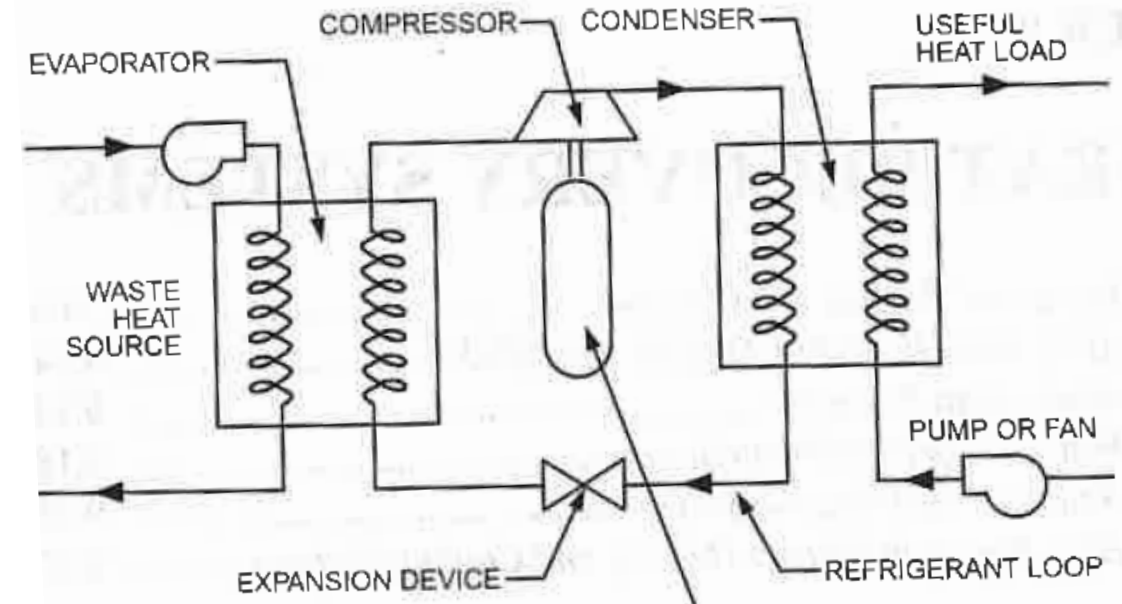 COMPRESSOR
CONDENSER
USEFUL
HEAT LOAD
EVAPORATOR
WASTE
HEAT
SOURCE
PUMP OR FAN
EXPANSION DEVICE
REFRIGERANT LOOP